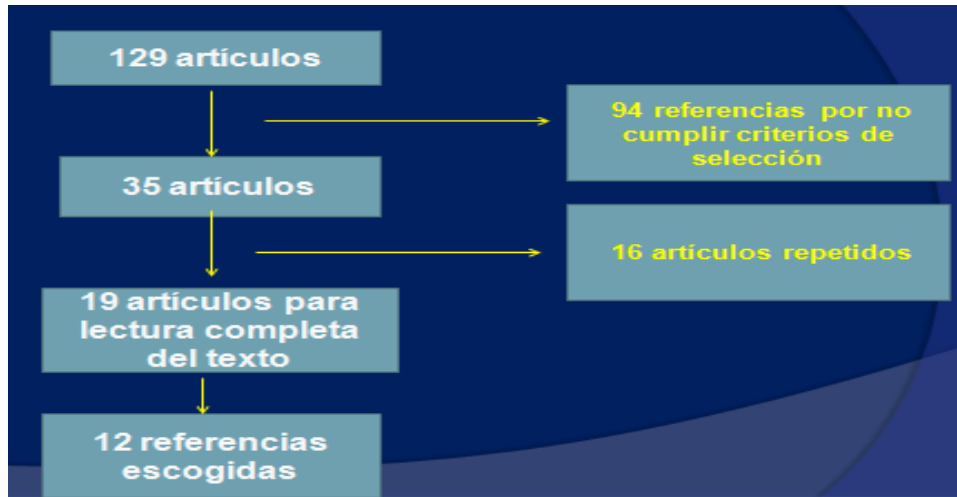 129 artículos
94 referencias por no
cumplir criterios de
selección
35 artículos
16 artículos repetidos
19 artículos para
lectura completa
del texto
12 referencias
escogidas